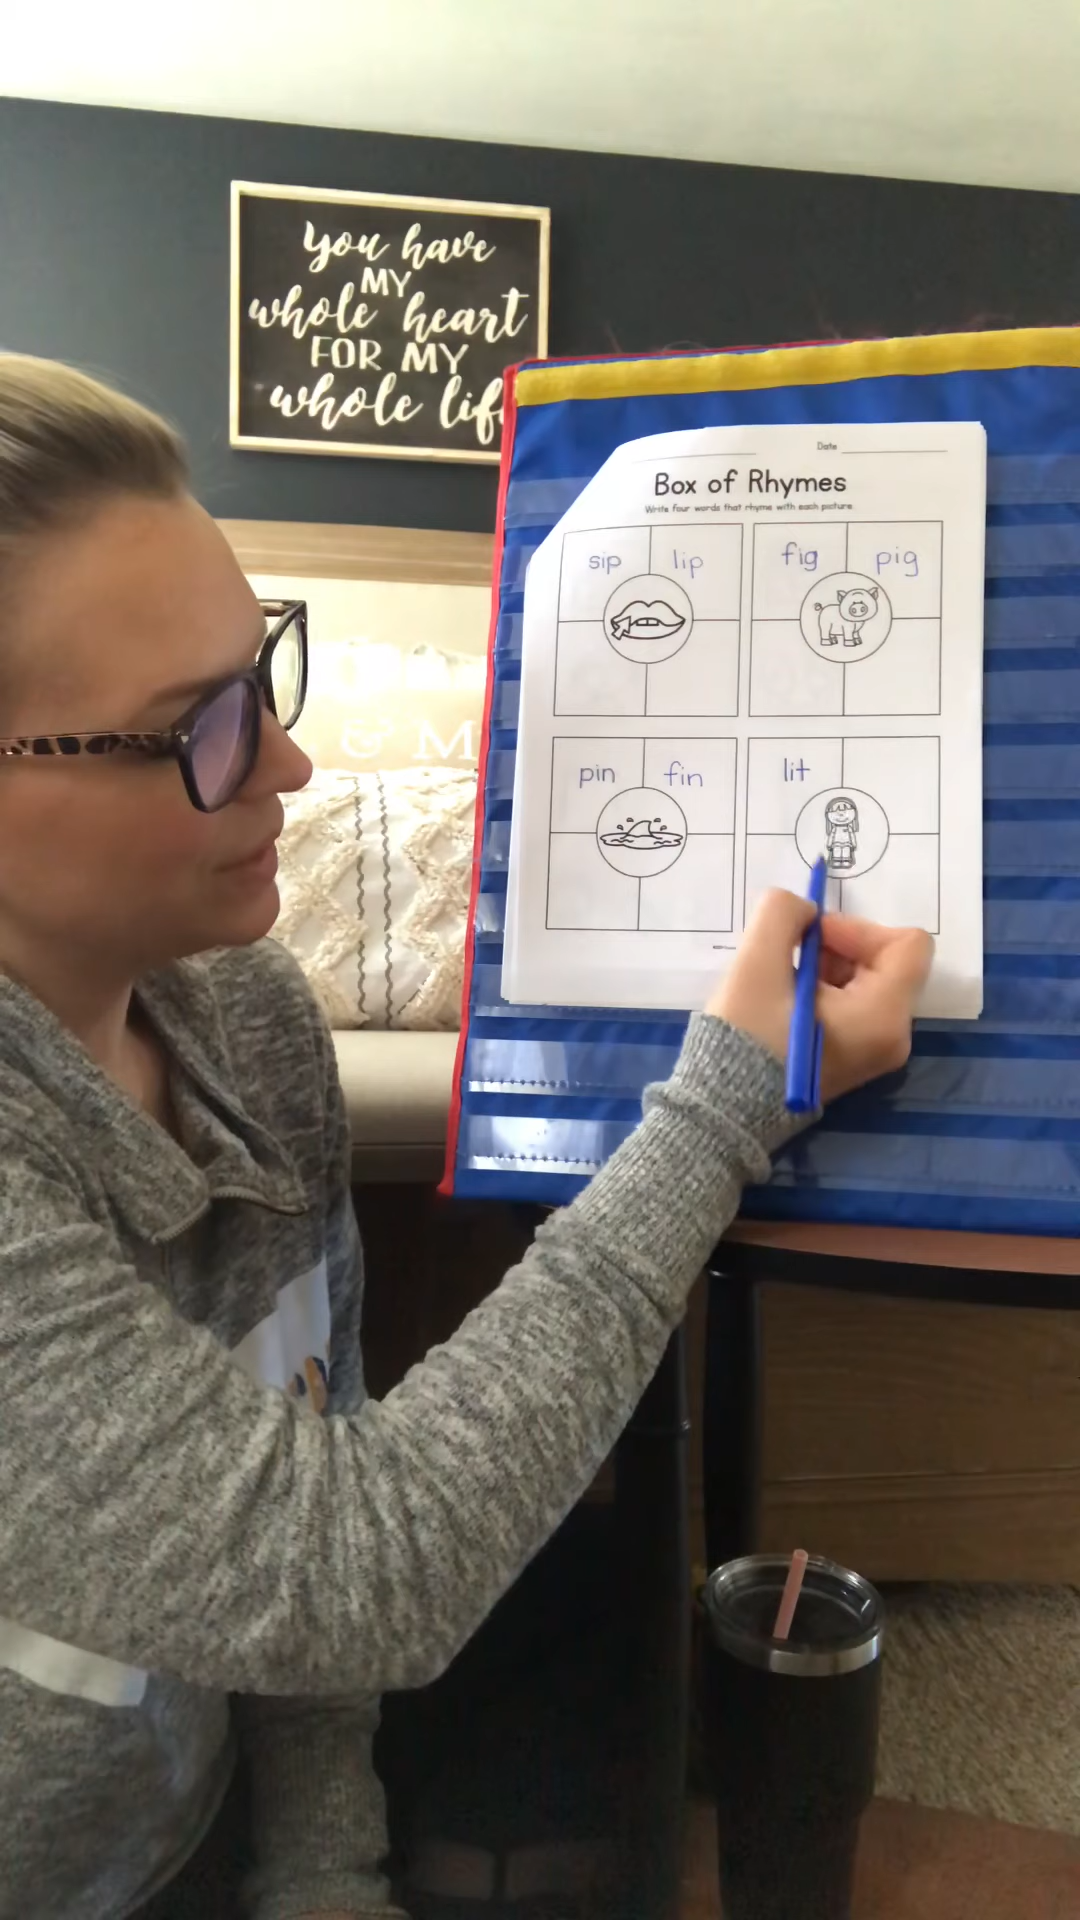 You have
MY
whole heart
FOR MY
whole lif
& M
Date
Box of Rhymes
Write four words that rhyme with each picture.
sip lip
fig pig
pin fin
lit